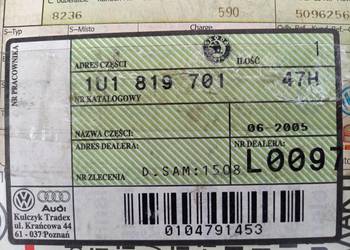 8236
590
5096256
S-Typ
S-Misto
Charge
NR PRACOWNIKA
ADRES CZĘŚCI
ILOŚĆ
1
1U1 819 701
47H
NR KATALOGOWY
NAZWA CZĘŚCI:
06-2005
ADRES DEALERA:
NR DEALERA:
L0097
NR ZLECENIA
D.SAM:1508
Audi
Kulczyk Tradex
ul. Krańcowa 44
61 - 037 Poznań
0104791453